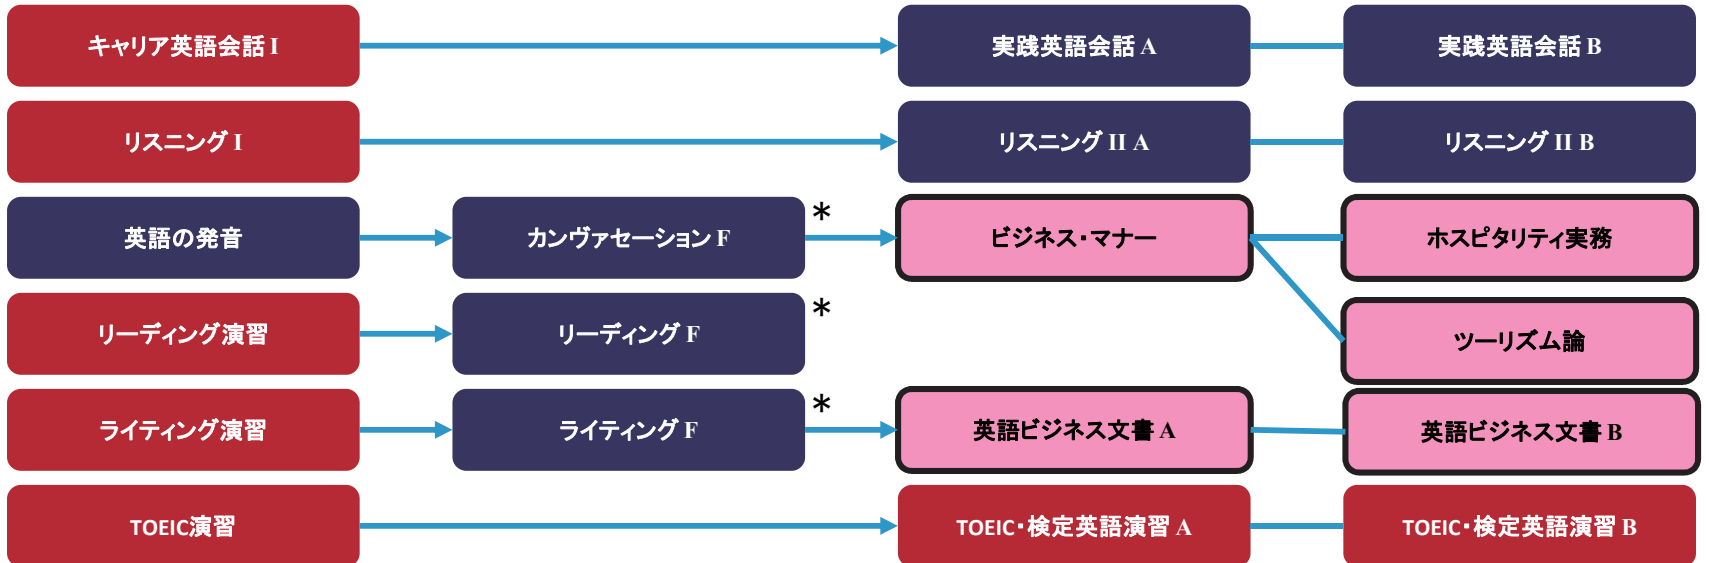 キャリア英語会話 I
実践英語会話 A
実践英語会話 B
リスニング I
リスニング II A
リスニング II B
英語の発音
カンヴァセーション F
*
ビジネス・マナー
ホスピタリティ実務
リーディング演習
リーディング F
*
ツーリズム論
ライティング演習
ライティング F
*
英語ビジネス文書 A
英語ビジネス文書 B
TOEIC演習
TOEIC・検定英語演習 A
TOEIC・検定英語演習 B